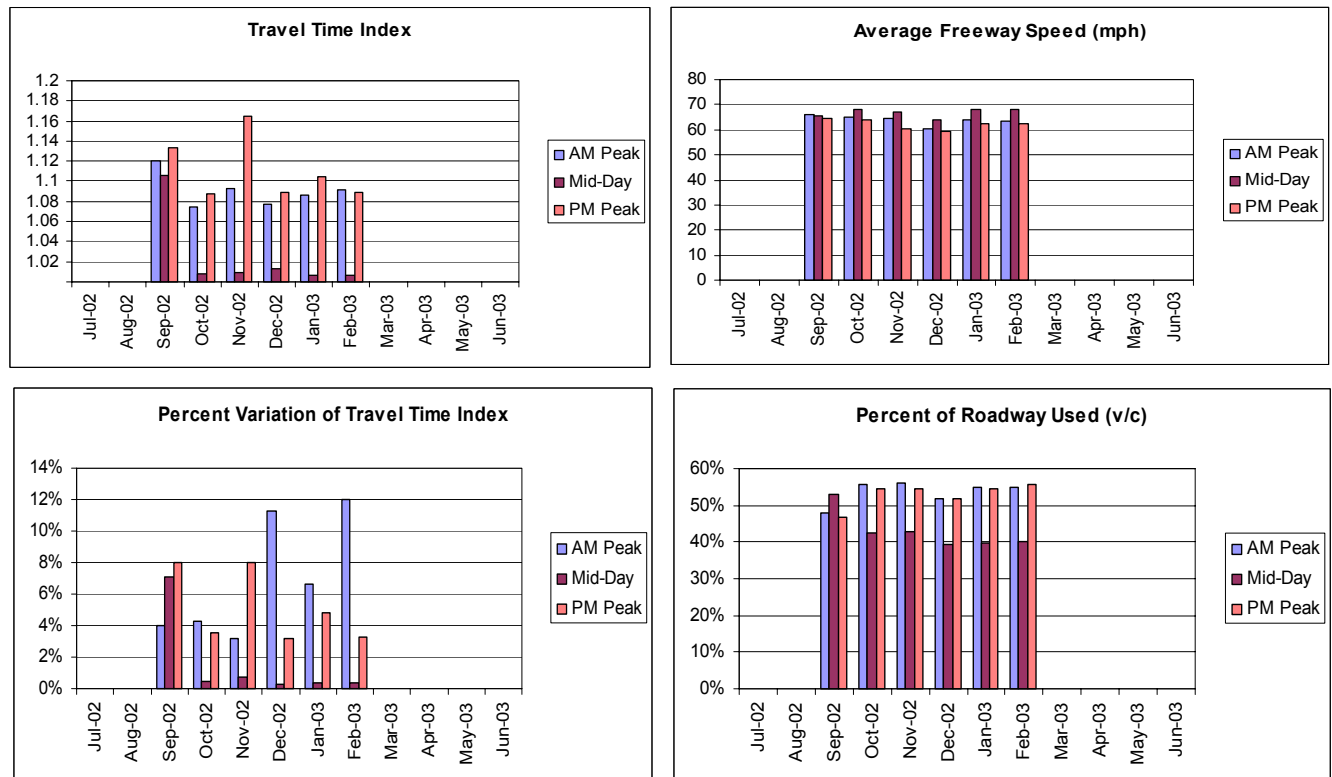 Travel Time Index
1.2
1.18
1.16
1.14
1.12
1.1
1.08
1.06
1.04
1.02
Jul-02
Aug-02
Sep-02
Oct-02
Nov-02
Dec-02
Jan-03
Feb-03
Mar-03
Apr-03
May-03
Jun-03
AM Peak
Mid-Day
PM Peak
Average Freeway Speed (mph)
80
70
60
50
40
30
20
10
0
Jul-02
Aug-02
Sep-02
Oct-02
Nov-02
Dec-02
Jan-03
Feb-03
Mar-03
Apr-03
May-03
Jun-03
AM Peak
Mid-Day
PM Peak
Percent Variation of Travel Time Index
14%
12%
10%
8%
6%
4%
2%
0%
Jul-02
Aug-02
Sep-02
Oct-02
Nov-02
Dec-02
Jan-03
Feb-03
Mar-03
Apr-03
May-03
Jun-03
AM Peak
Mid-Day
PM Peak
Percent of Roadway Used (v/c)
60%
50%
40%
30%
20%
10%
0%
Jul-02
Aug-02
Sep-02
Oct-02
Nov-02
Dec-02
Jan-03
Feb-03
Mar-03
Apr-03
May-03
Jun-03
AM Peak
Mid-Day
PM Peak